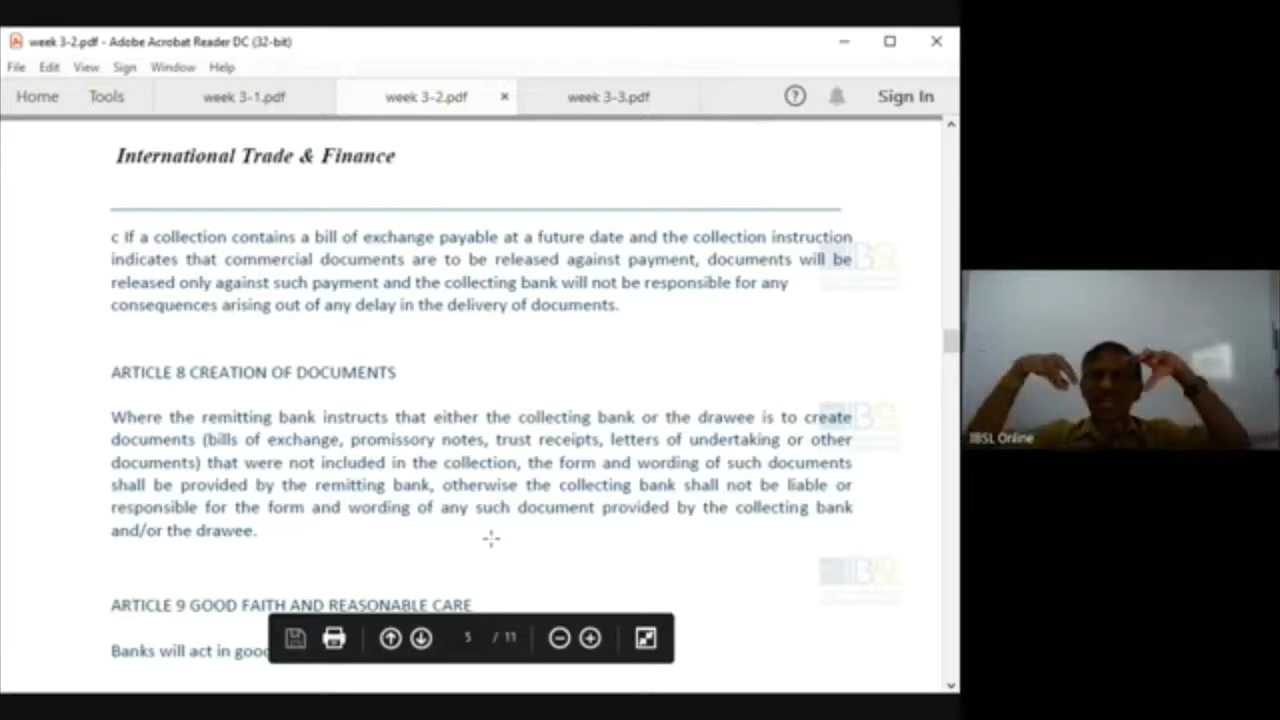 week 3-2.pdf - Adobe Acrobat Reader DC (32-bit)
File Edit View Sign Window Help
Home Tools week 3-1.pdf week 3-2.pdf × week 3-3.pdf Sign In
International Trade & Finance
c If a collection contains a bill of exchange payable at a future date and the collection instruction
indicates that commercial documents are to be released against payment, documents will be
released only against such payment and the collecting bank will not be responsible for any
consequences arising out of any delay in the delivery of documents.
ARTICLE 8 CREATION OF DOCUMENTS
Where the remitting bank instructs that either the collecting bank or the drawee is to create
documents (bills of exchange, promissory notes, trust receipts, letters of undertaking or other
documents) that were not included in the collection, the form and wording of such documents
shall be provided by the remitting bank, otherwise the collecting bank shall not be liable or
responsible for the form and wording of any such document provided by the collecting bank
and/or the drawee.
ARTICLE 9 GOOD FAITH AND REASONABLE CARE
Banks will act in good
5 / 11
IBSL Online